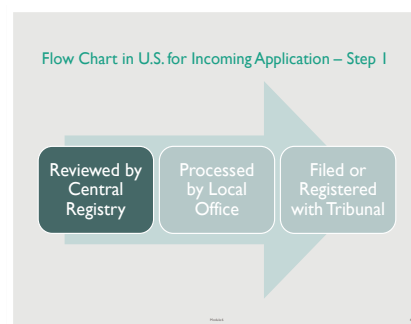 Flow Chart in U.S. for Incoming Application – Step 1
Reviewed by
Central
Registry
Processed
by Local
Office
Filed or
Registered
with Tribunal